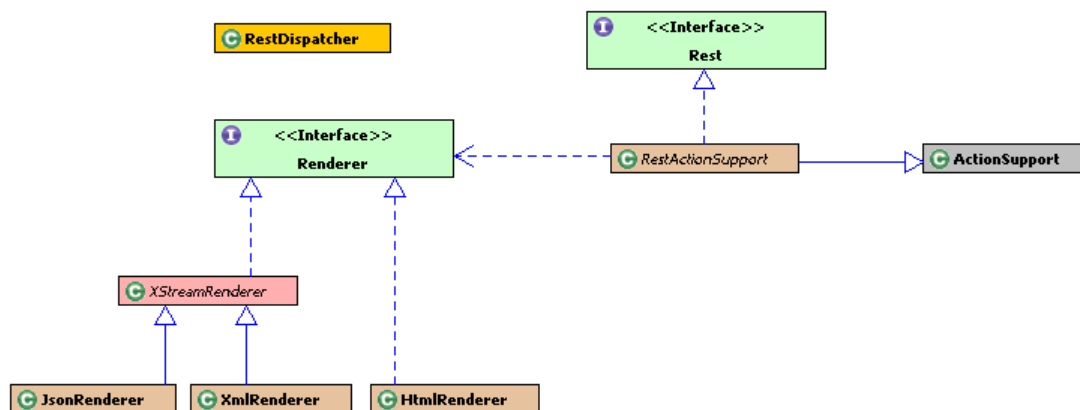 RestDispatcher
I
<<Interface>>
Rest
I
<<Interface>>
Renderer
C
RestActionSupport
C
ActionSupport
C
XStreamRenderer
C
JsonRenderer
C
XmlRenderer
C
HtmlRenderer